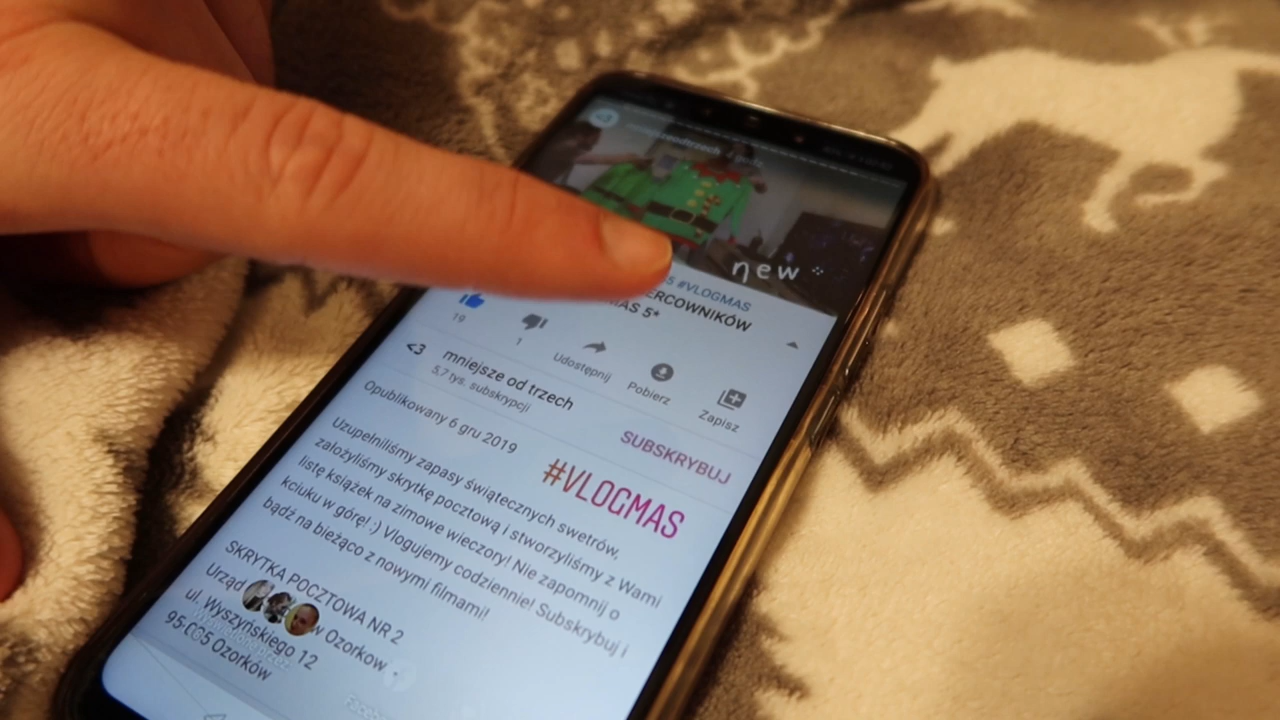 new
5 #VLOGMAS
ERCOWNIKÓW
MAS 5*
19
1
Udostępnij
Pobierz
Zapisz
<3
mniejsze od trzech
5,7 tys. subskrypcji
SUBSKRYBUJ
Opublikowany 6 gru 2019
#VLOGMAS
Uzupełniliśmy zapasy świątecznych swetrów,
założyliśmy skrytkę pocztową i stworzyliśmy z Wami
listę książek na zimowe wieczory! Nie zapomnij o
kciuku w górę! :) Vlogujemy codziennie! Subskrybuj i
bądź na bieżąco z nowymi filmami!
SKRYTKA POCZTOWA NR 2
Urząd w Ozorkow
ul. Wyszyńskiego 12
95-035 Ozorków